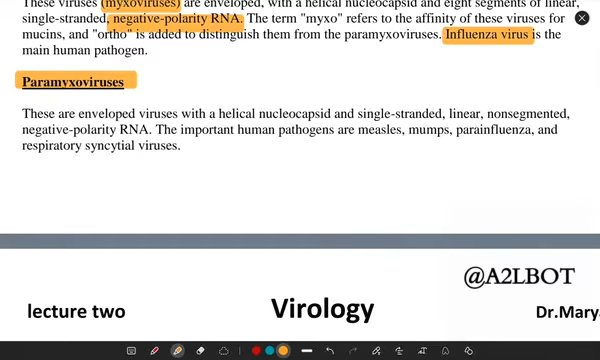 These viruses (myxoviruses) are enveloped, with a helical nucleocapsid and eight segments of linear,
single-stranded, negative-polarity RNA. The term "myxo" refers to the affinity of these viruses for
mucins, and "ortho" is added to distinguish them from the paramyxoviruses. Influenza virus is the
main human pathogen.
Paramyxoviruses
These are enveloped viruses with a helical nucleocapsid and single-stranded, linear, nonsegmented,
negative-polarity RNA. The important human pathogens are measles, mumps, parainfluenza, and
respiratory syncytial viruses.
@A2LBOT
lecture two Virology Dr.Mary